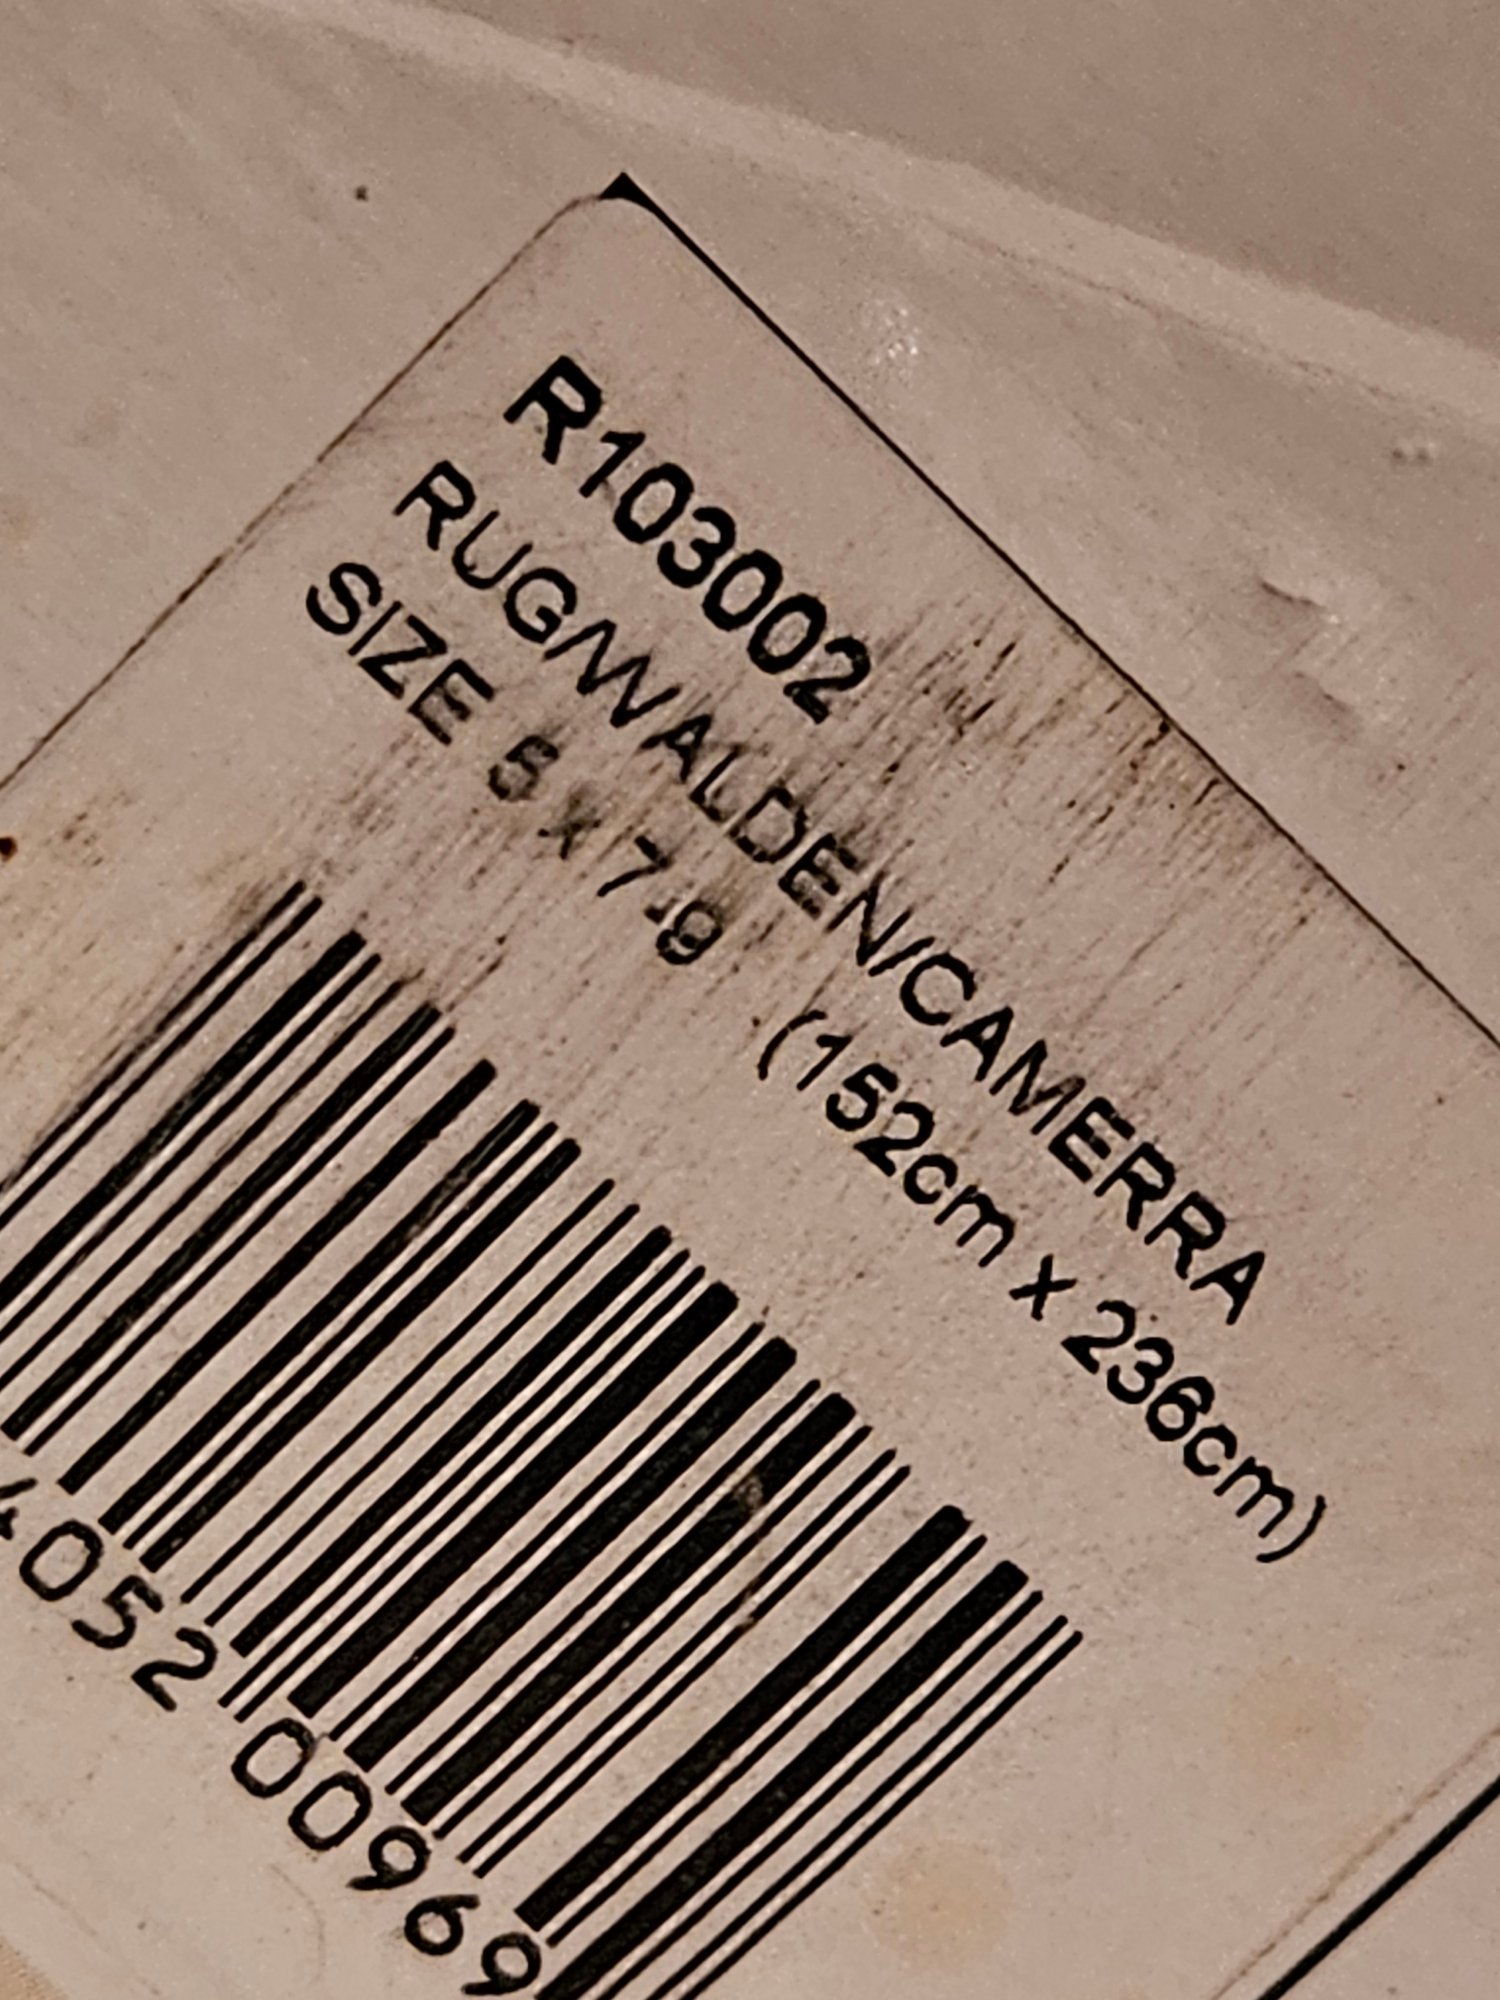 R103002
RUG/WALDEN/CAMERRA
SIZE 5 x 7.9 (152cm x 236cm)
4052 00969